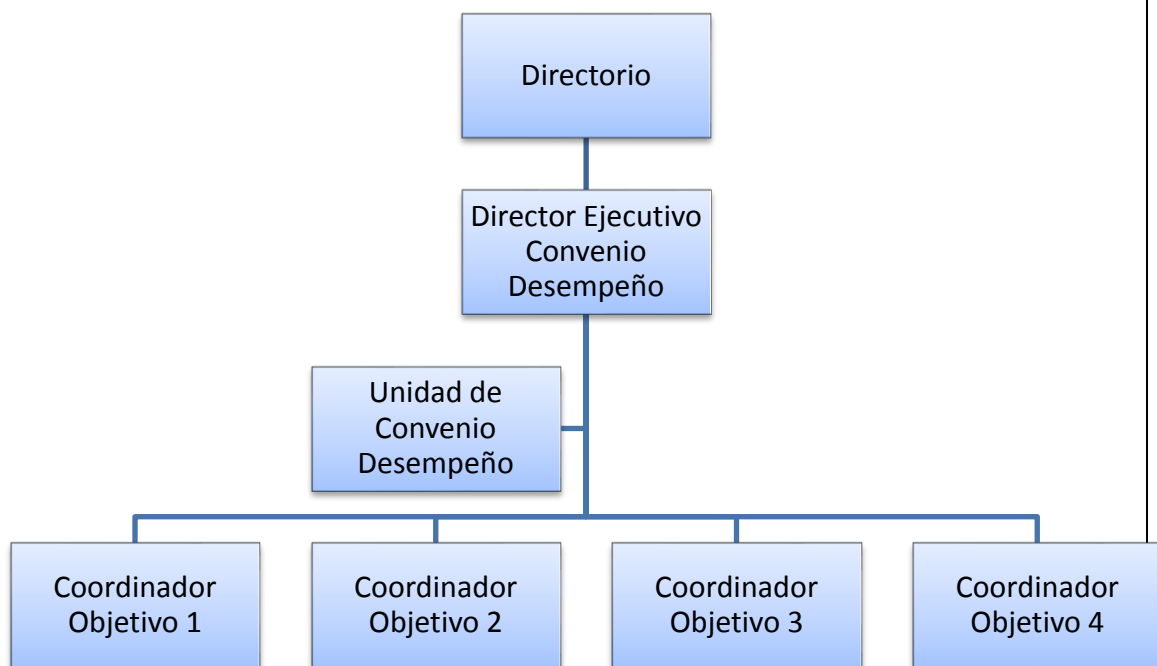 Directorio
Director Ejecutivo
Convenio
Desempeño
Unidad de
Convenio
Desempeño
Coordinador
Objetivo 1
Coordinador
Objetivo 2
Coordinador
Objetivo 3
Coordinador
Objetivo 4